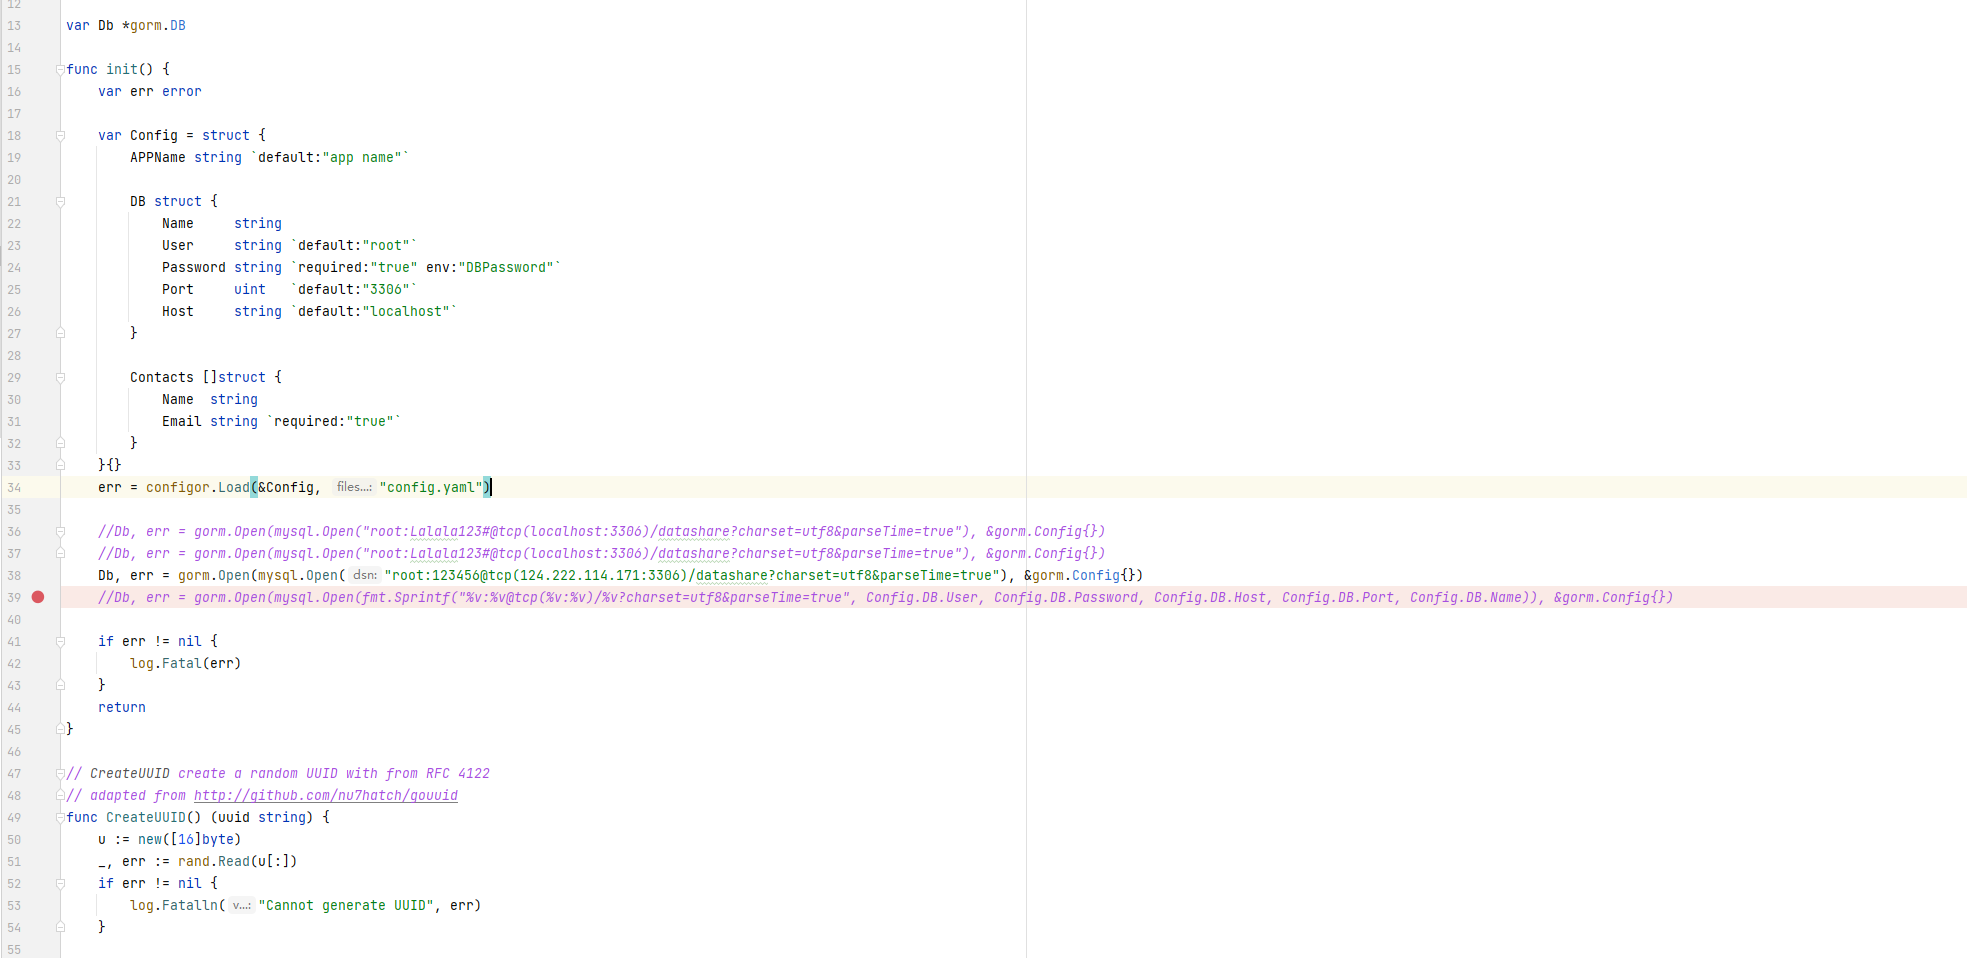 12
13 var Db *gorm.DB
14
15 func init() {
16     var err error
17
18     var Config = struct {
19         APPName string `default:"app name"`
20
21         DB struct {
22             Name     string
23             User     string `default:"root"`
24             Password string `required:"true" env:"DBPassword"`
25             Port     uint   `default:"3306"`
26             Host     string `default:"localhost"`
27         }
28
29         Contacts []struct {
30             Name  string
31             Email string `required:"true"`
32         }
33     }{}
34     err = configor.Load(&Config, files...: "config.yaml")
35
36     //Db, err = gorm.Open(mysql.Open("root:Lalala123#@tcp(localhost:3306)/datashare?charset=utf8&parseTime=true"), &gorm.Config{})
37     //Db, err = gorm.Open(mysql.Open("root:Lalala123#@tcp(localhost:3306)/datashare?charset=utf8&parseTime=true"), &gorm.Config{})
38     Db, err = gorm.Open(mysql.Open( dsn: "root:123456@tcp(124.222.114.171:3306)/datashare?charset=utf8&parseTime=true"), &gorm.Config{})
39     //Db, err = gorm.Open(mysql.Open(fmt.Sprintf("%v:%v@tcp(%v:%v)/%v?charset=utf8&parseTime=true", Config.DB.User, Config.DB.Password, Config.DB.Host, Config.DB.Port, Config.DB.Name)), &gorm.Config{})
40
41     if err != nil {
42         log.Fatal(err)
43     }
44     return
45 }
46
47 // CreateUUID create a random UUID with from RFC 4122
48 // adapted from http://github.com/nu7hatch/gouuid
49 func CreateUUID() (uuid string) {
50     u := new([16]byte)
51     _, err := rand.Read(u[:])
52     if err != nil {
53         log.Fatalln( v...: "Cannot generate UUID", err)
54     }
55